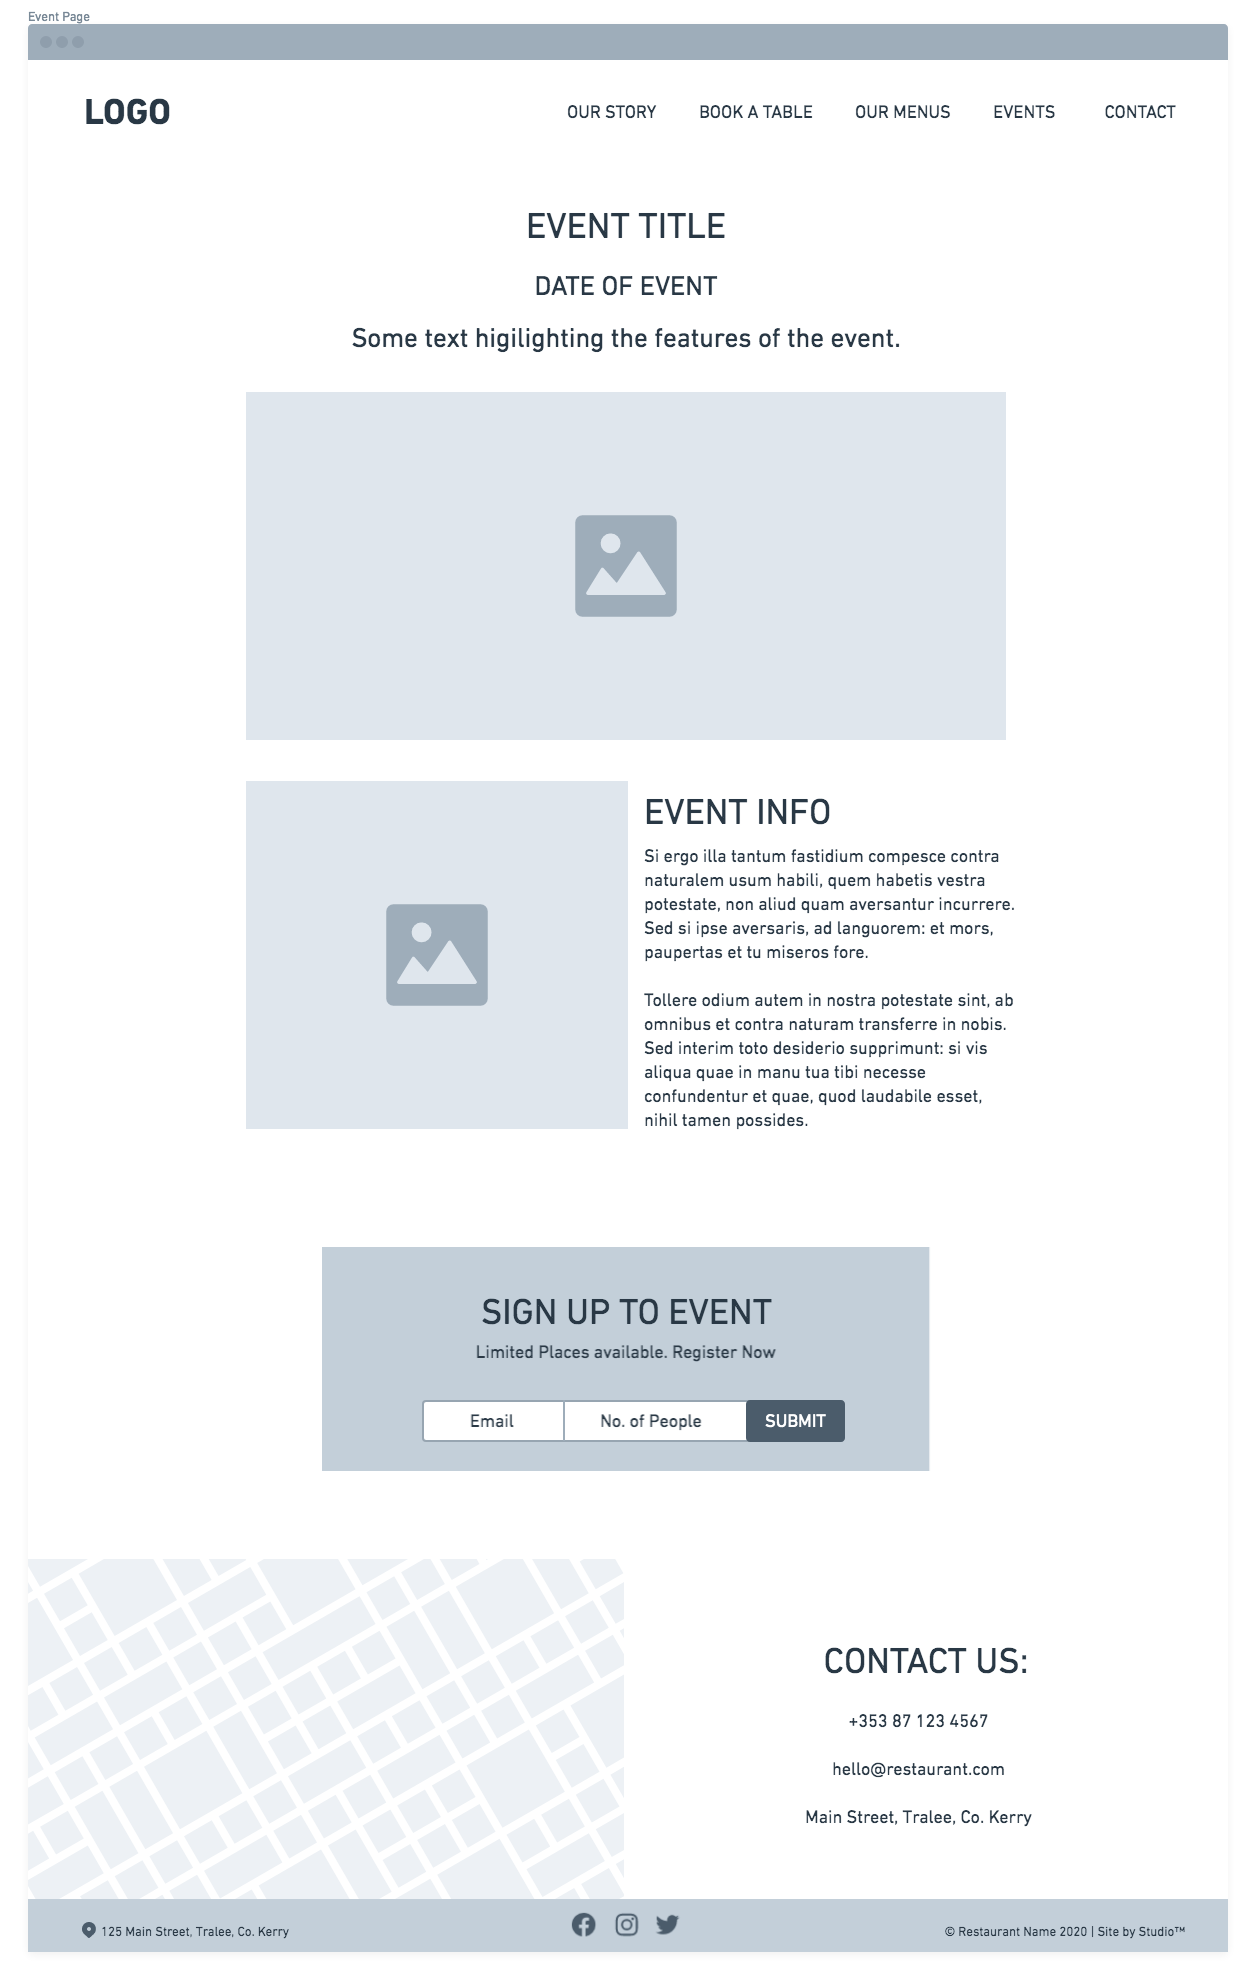 Event Page
LOGO
OUR STORY
BOOK A TABLE
OUR MENUS
EVENTS
CONTACT
EVENT TITLE
DATE OF EVENT
Some text higilighting the features of the event.
EVENT INFO
Si ergo illa tantum fastidium compesce contra
naturalem usum habili, quem habetis vestra
potestate, non aliud quam aversantur incurrere.
Sed si ipse aversaris, ad languorem: et mors,
paupertas et tu miseros fore.
Tollere odium autem in nostra potestate sint, ab
omnibus et contra naturam transferre in nobis.
Sed interim toto desiderio supprimunt: si vis
aliqua quae in manu tua tibi necesse
confundentur et quae, quod laudabile esset,
nihil tamen possides.
SIGN UP TO EVENT
Limited Places available. Register Now
Email
No. of People
SUBMIT
CONTACT US:
+353 87 123 4567
hello@restaurant.com
Main Street, Tralee, Co. Kerry
125 Main Street, Tralee, Co. Kerry
© Restaurant Name 2020 | Site by Studio™